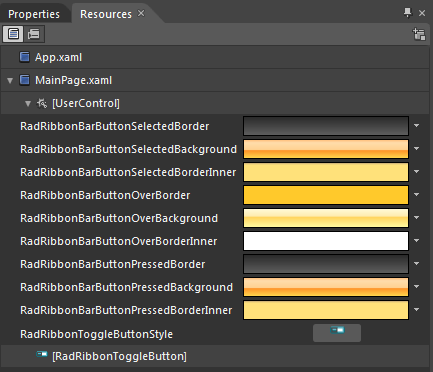 Properties Resources
App.xaml
MainPage.xaml
[UserControl]
RadRibbonBarButtonSelectedBorder
RadRibbonBarButtonSelectedBackground
RadRibbonBarButtonSelectedBorderInner
RadRibbonBarButtonOverBorder
RadRibbonBarButtonOverBackground
RadRibbonBarButtonOverBorderInner
RadRibbonBarButtonPressedBorder
RadRibbonBarButtonPressedBackground
RadRibbonBarButtonPressedBorderInner
RadRibbonToggleButtonStyle
[RadRibbonToggleButton]